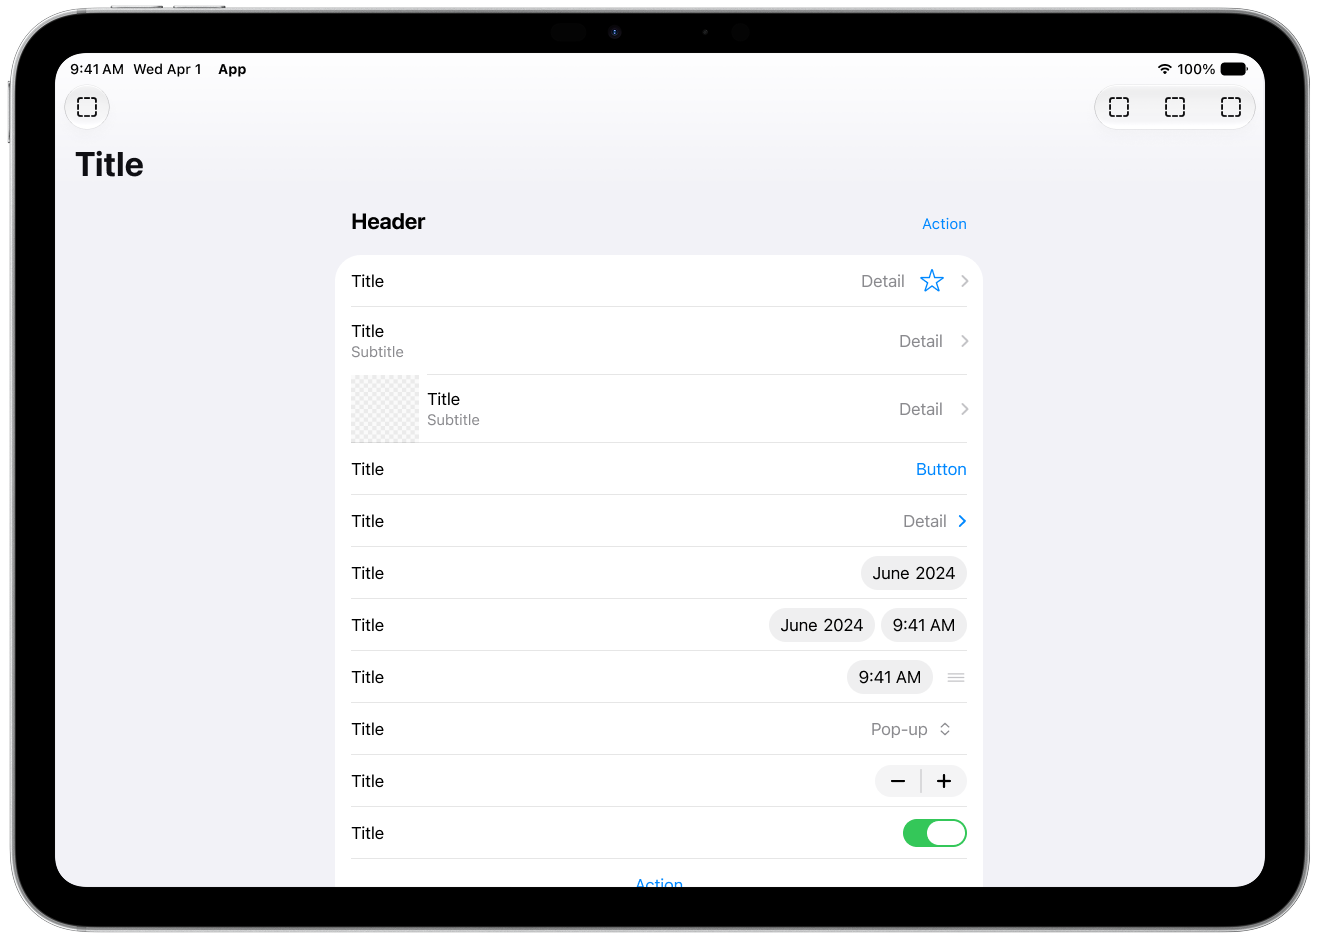 9:41 AM Wed Apr 1 App 100%
Title
Header Action
Title Detail
Title
Subtitle
Detail
Title
Subtitle
Detail
Title Button
Title Detail
Title June 2024
Title June 2024 9:41 AM
Title 9:41 AM
Title Pop-up
Title
Title
Action